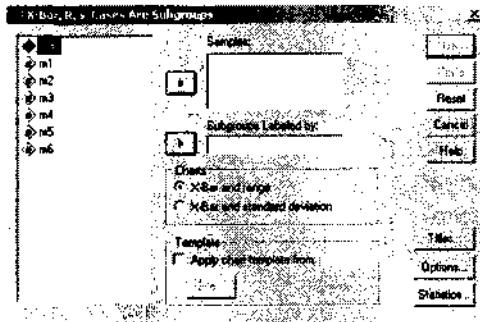 X-Bar, R, s: Cases Are Subgroups
m1
m2
m3
m4
m5
m6
Samples:
Subgroups Labeled by:
Charts
X-Bar and range
X-Bar and standard deviation
Template
Apply chart template from:
Reset
Cancel
Help
Titles...
Options...
Statistics...